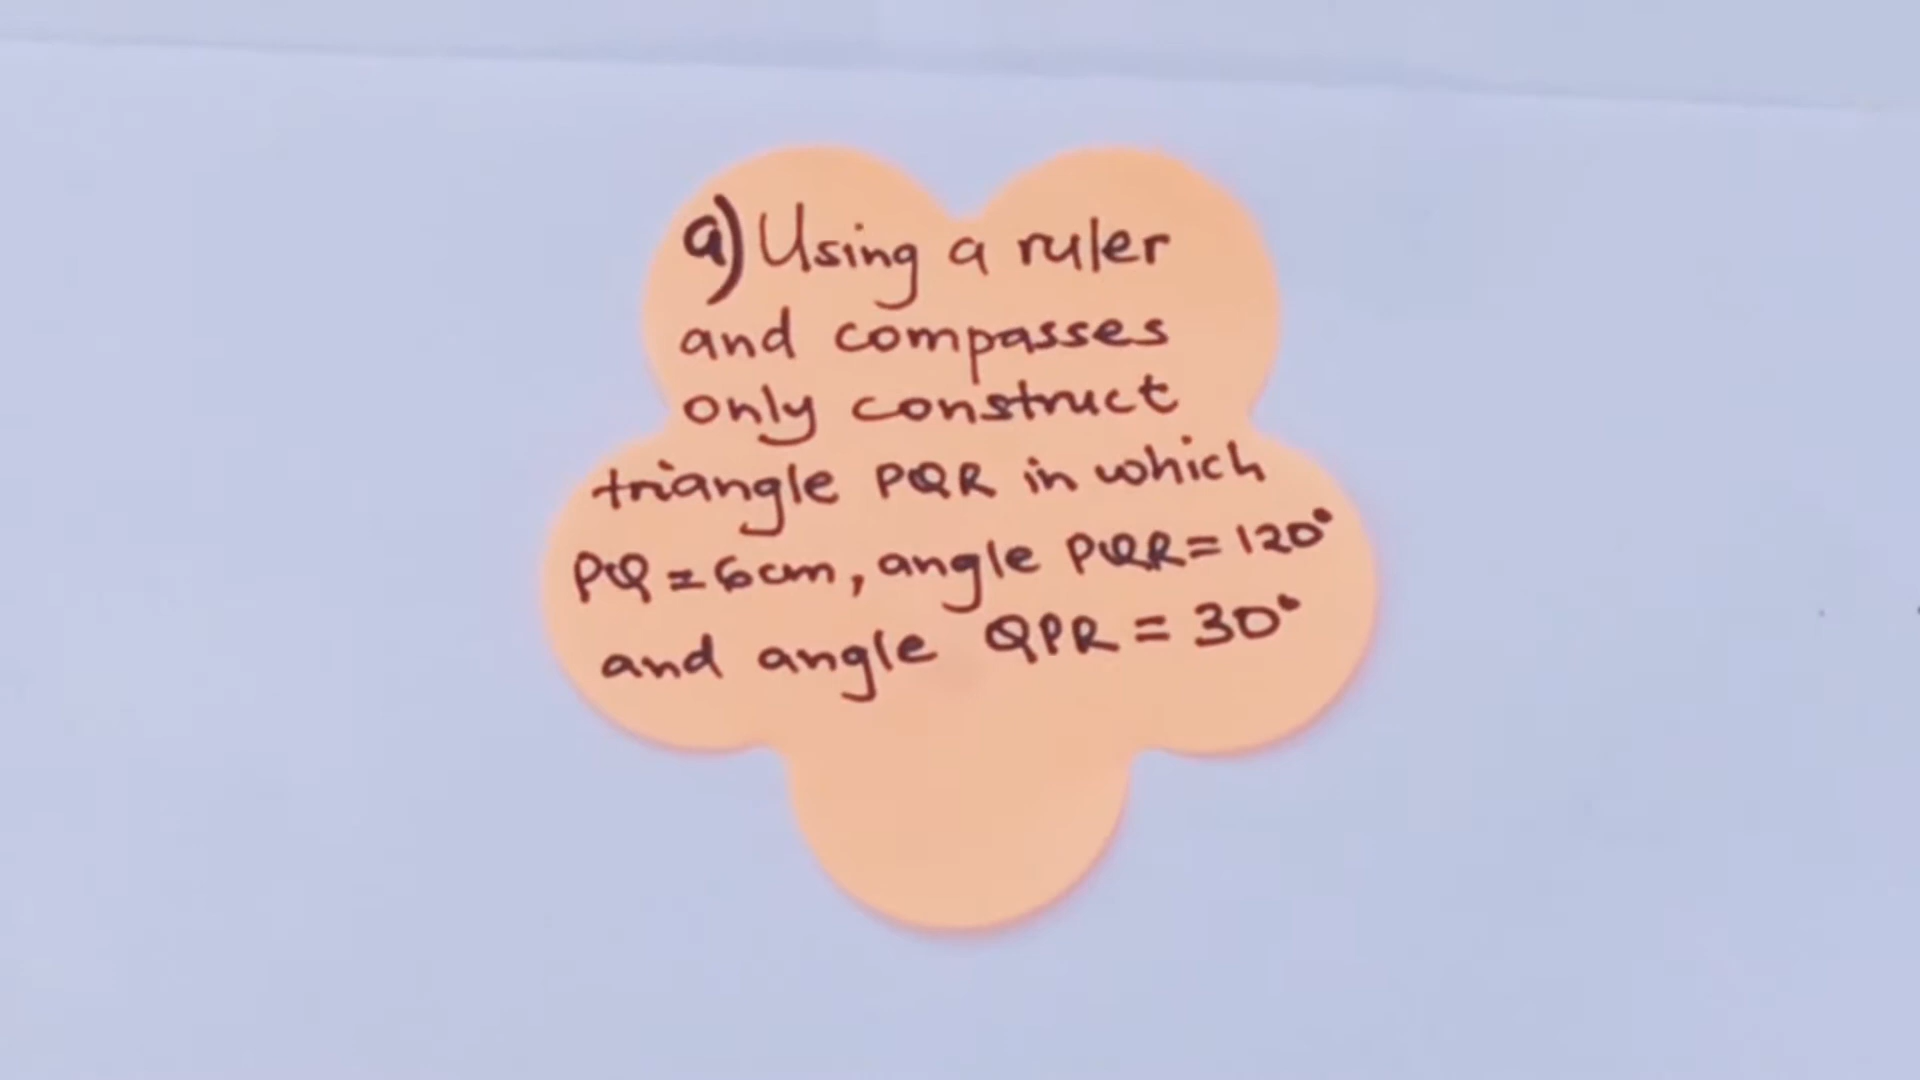 a) Using a ruler
and compasses
only construct
triangle PQR in which
PQ = 6cm, angle PQR = 120°
and angle QPR = 30°